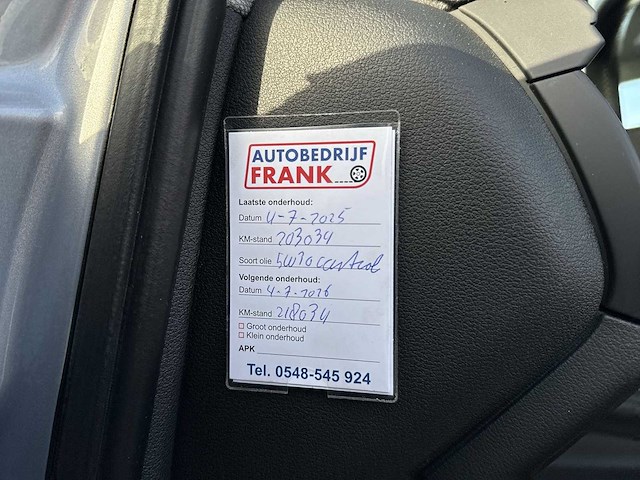 AUTOBEDRIJF
FRANK
Laatste onderhoud:
Datum 4-7-2025
KM-stand 203034
Soort olie 5W30 castrol
Volgende onderhoud:
Datum 4-7-2026
KM-stand 218034
Groot onderhoud
Klein onderhoud
APK
Tel. 0548-545 924